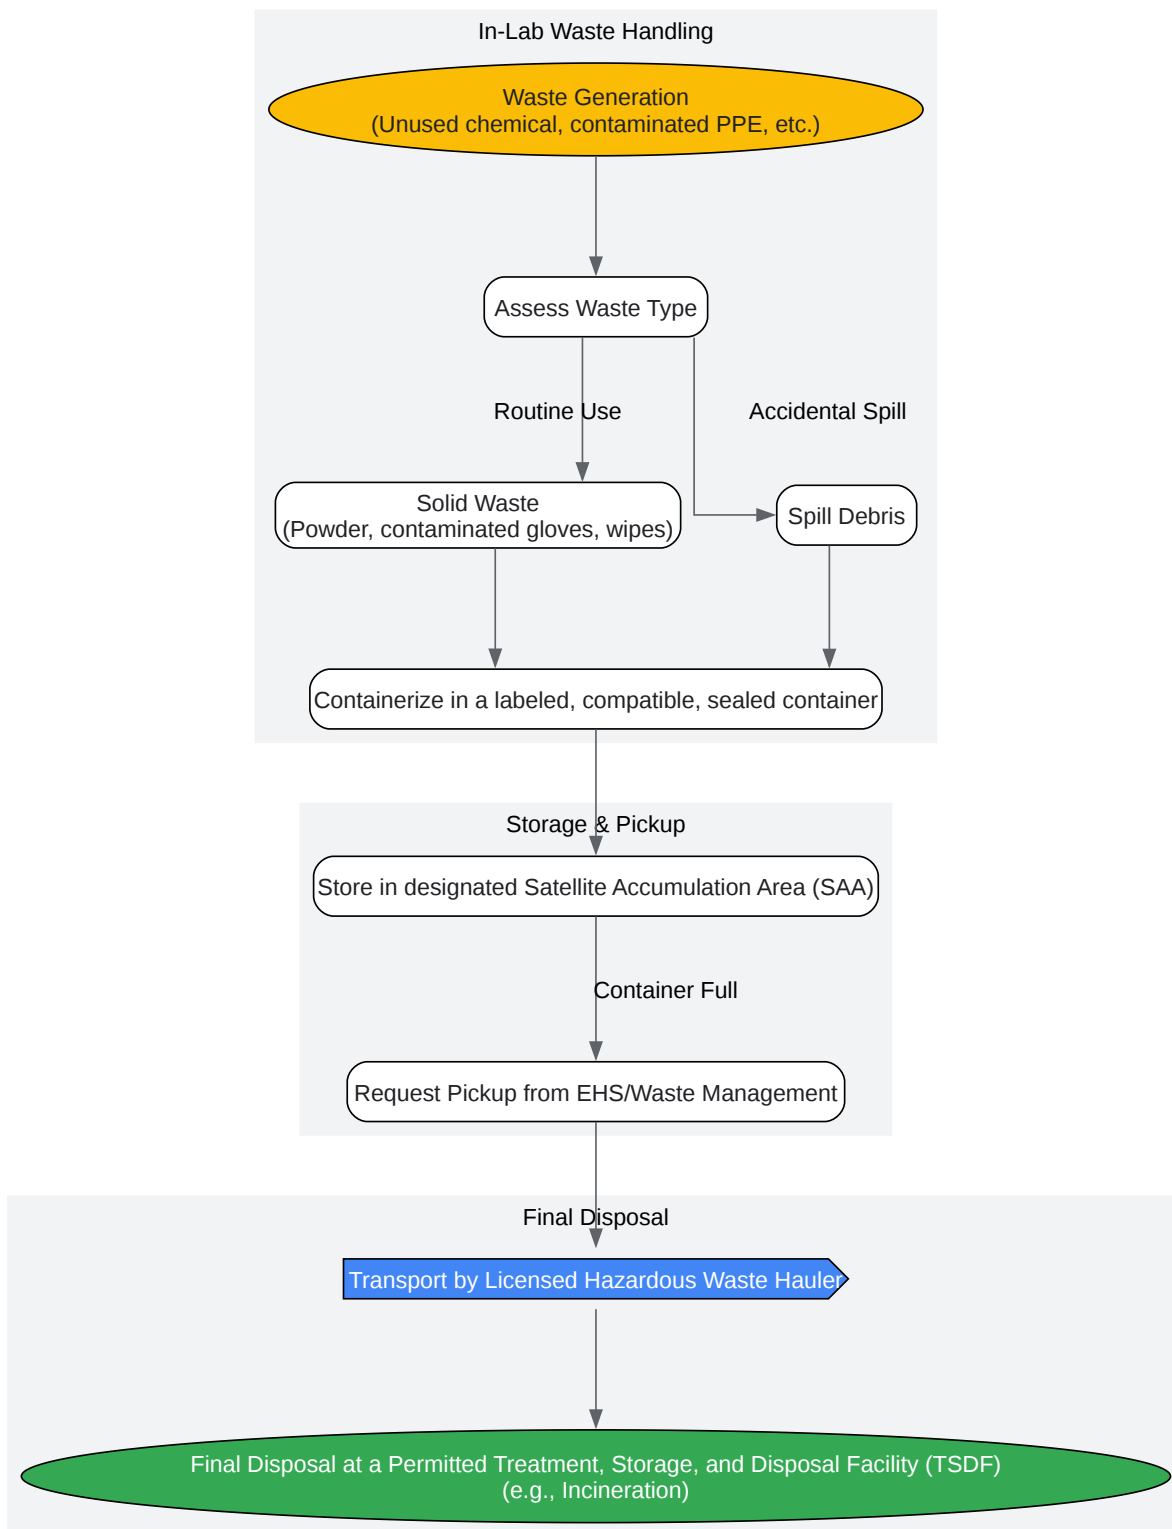 In-Lab Waste Handling
Waste Generation
(Unused chemical, contaminated PPE, etc.)
Assess Waste Type
Routine Use
Accidental Spill
Solid Waste
(Powder, contaminated gloves, wipes)
Spill Debris
Containerize in a labeled, compatible, sealed container
Storage & Pickup
Store in designated Satellite Accumulation Area (SAA)
Container Full
Request Pickup from EHS/Waste Management
Final Disposal
Transport by Licensed Hazardous Waste Hauler
Final Disposal at a Permitted Treatment, Storage, and Disposal Facility (TSDF)
(e.g., Incineration)